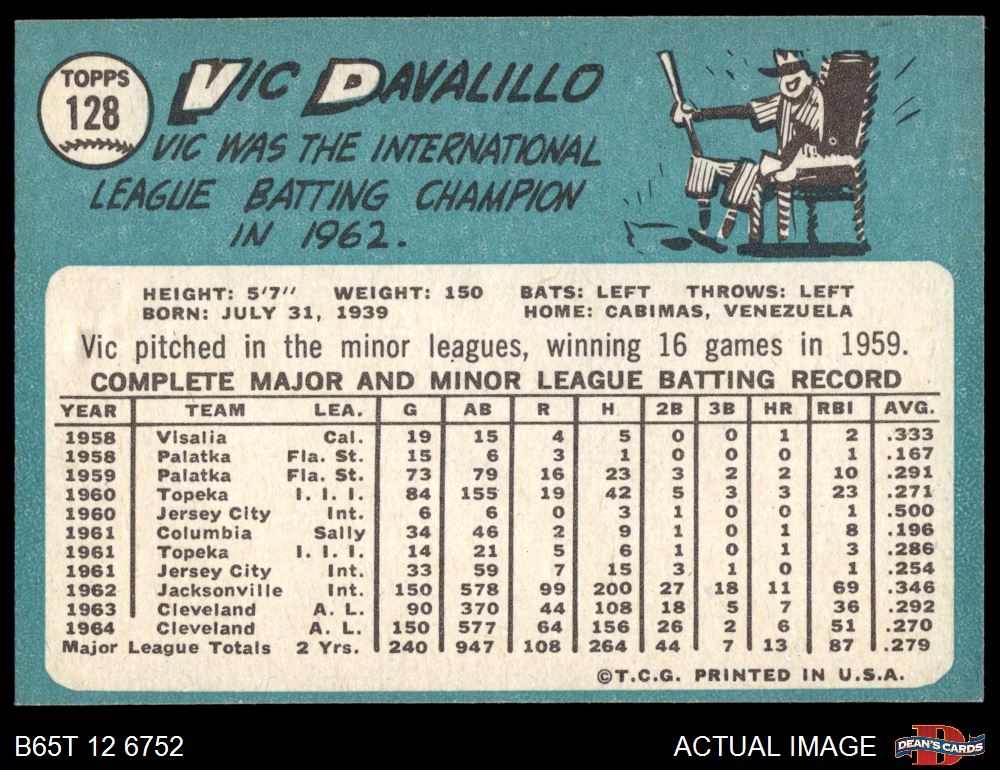 TOPPS
128
VIC DAVALILLO
VIC WAS THE INTERNATIONAL
LEAGUE BATTING CHAMPION
IN 1962.
HEIGHT: 5'7" WEIGHT: 150 BATS: LEFT THROWS: LEFT
BORN: JULY 31, 1939 HOME: CABIMAS, VENEZUELA
Vic pitched in the minor leagues, winning 16 games in 1959.
COMPLETE MAJOR AND MINOR LEAGUE BATTING RECORD
YEAR TEAM LEA. G AB R H 2B 3B HR RBI AVG.
1958 Visalia Cal. 19 15 4 5 0 0 1 2 .333
1958 Palatka Fla. St. 15 6 3 1 0 0 0 1 .167
1959 Palatka Fla. St. 73 79 16 23 3 2 2 10 .291
1960 Topeka I. I. I. 84 155 19 42 5 3 3 23 .271
1960 Jersey City Int. 6 6 0 3 1 0 0 1 .500
1961 Columbia Sally 34 46 2 9 1 0 1 8 .196
1961 Topeka I. I. I. 14 21 5 6 1 0 1 3 .286
1961 Jersey City Int. 33 59 7 15 3 1 0 1 .254
1962 Jacksonville Int. 150 578 99 200 27 18 11 69 .346
1963 Cleveland A. L. 90 370 44 108 18 5 7 36 .292
1964 Cleveland A. L. 150 577 64 156 26 2 6 51 .270
Major League Totals 2 Yrs. 240 947 108 264 44 7 13 87 .279
©T.C.G. PRINTED IN U.S.A.
B65T 12 6752 ACTUAL IMAGE
DEAN'S CARDS